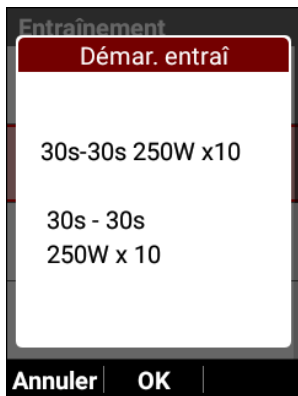 Entraînement
Démar. entraî
30s-30s 250W x10
30s - 30s
250W x 10
Annuler OK